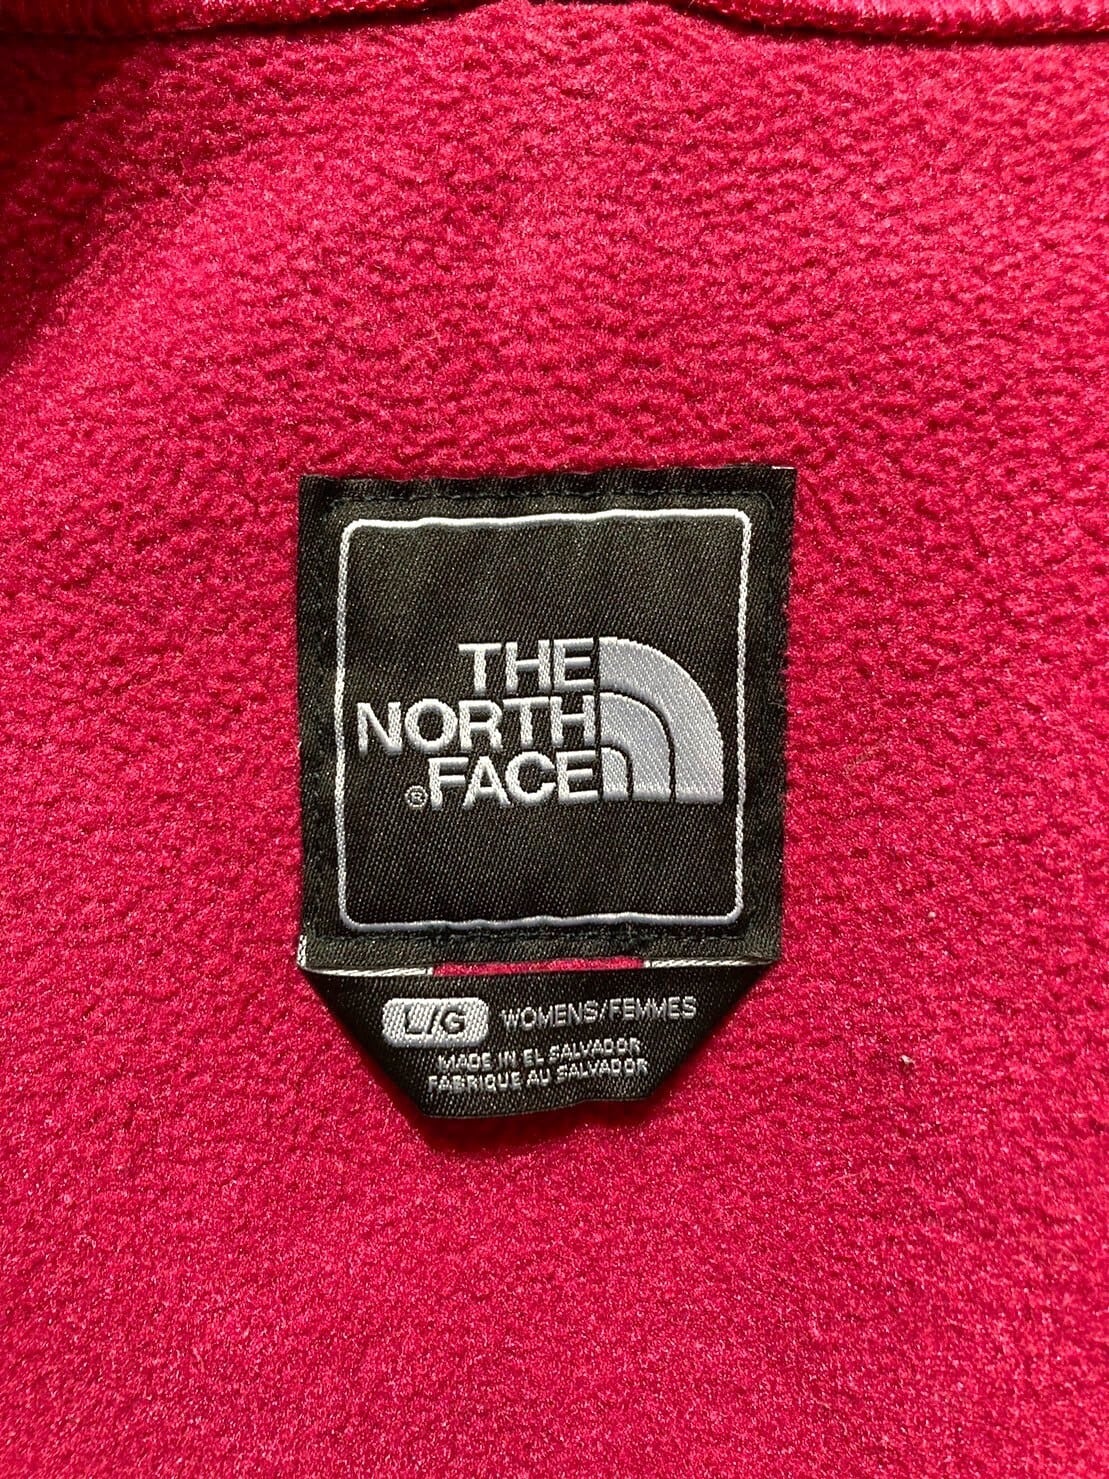 THE
NORTH
®FACE
L/G WOMENS/FEMMES
MADE IN EL SALVADOR
FABRIQUE AU SALVADOR